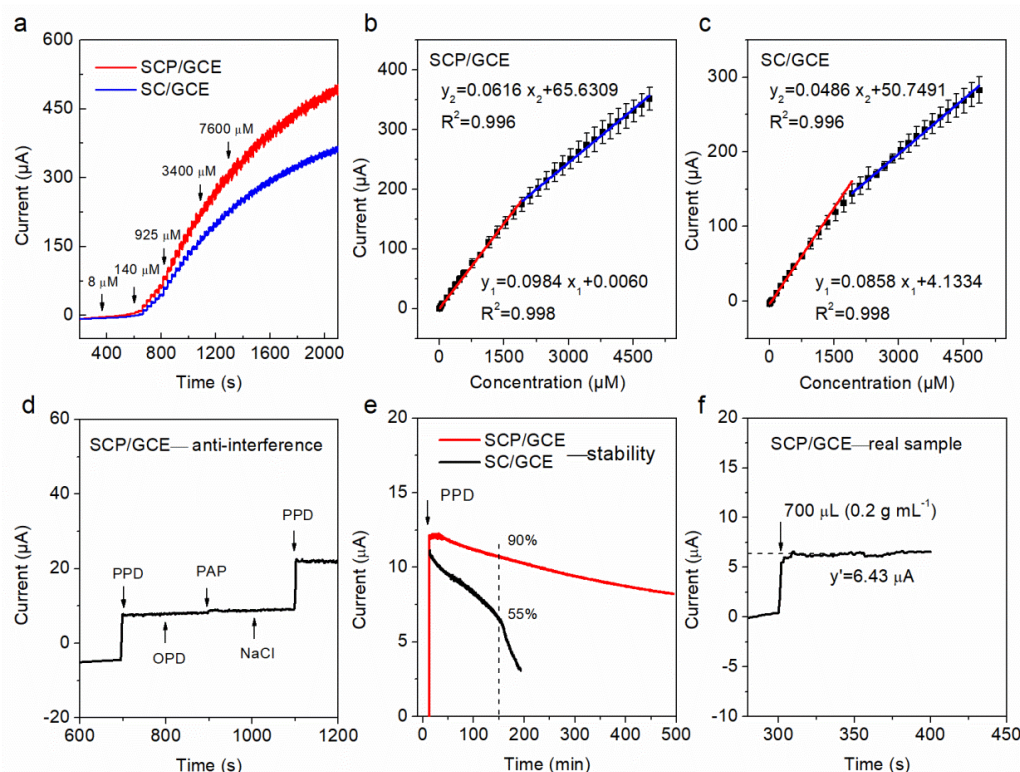 a
600
450
300
150
0
Current (µA)
SCP/GCE
SC/GCE
8 µM
140 µM
925 µM
3400 µM
7600 µM
400 800 1200 1600 2000
Time (s)
b
400
300
200
100
0
Current (µA)
SCP/GCE
y₂=0.0616 x₂+65.6309
R²=0.996
y₁=0.0984 x₁+0.0060
R²=0.998
0 1500 3000 4500
Concentration (µM)
c
300
200
100
0
Current (µA)
SC/GCE
y₂=0.0486 x₂+50.7491
R²=0.996
y₁=0.0858 x₁+4.1334
R²=0.998
0 1500 3000 4500
Concentration (µM)
d
60
40
20
0
-20
Current (µA)
SCP/GCE— anti-interference
PPD
PPD
PAP
OPD
NaCl
600 800 1000 1200
Time (s)
e
20
15
10
5
0
Current (µA)
SCP/GCE
SC/GCE
—stability
PPD
90%
55%
0 100 200 300 400 500
Time (min)
f
20
15
10
5
0
-5
-10
Current (µA)
SCP/GCE—real sample
700 µL (0.2 g mL⁻¹)
y'=6.43 µA
300 350 400 450
Time (s)